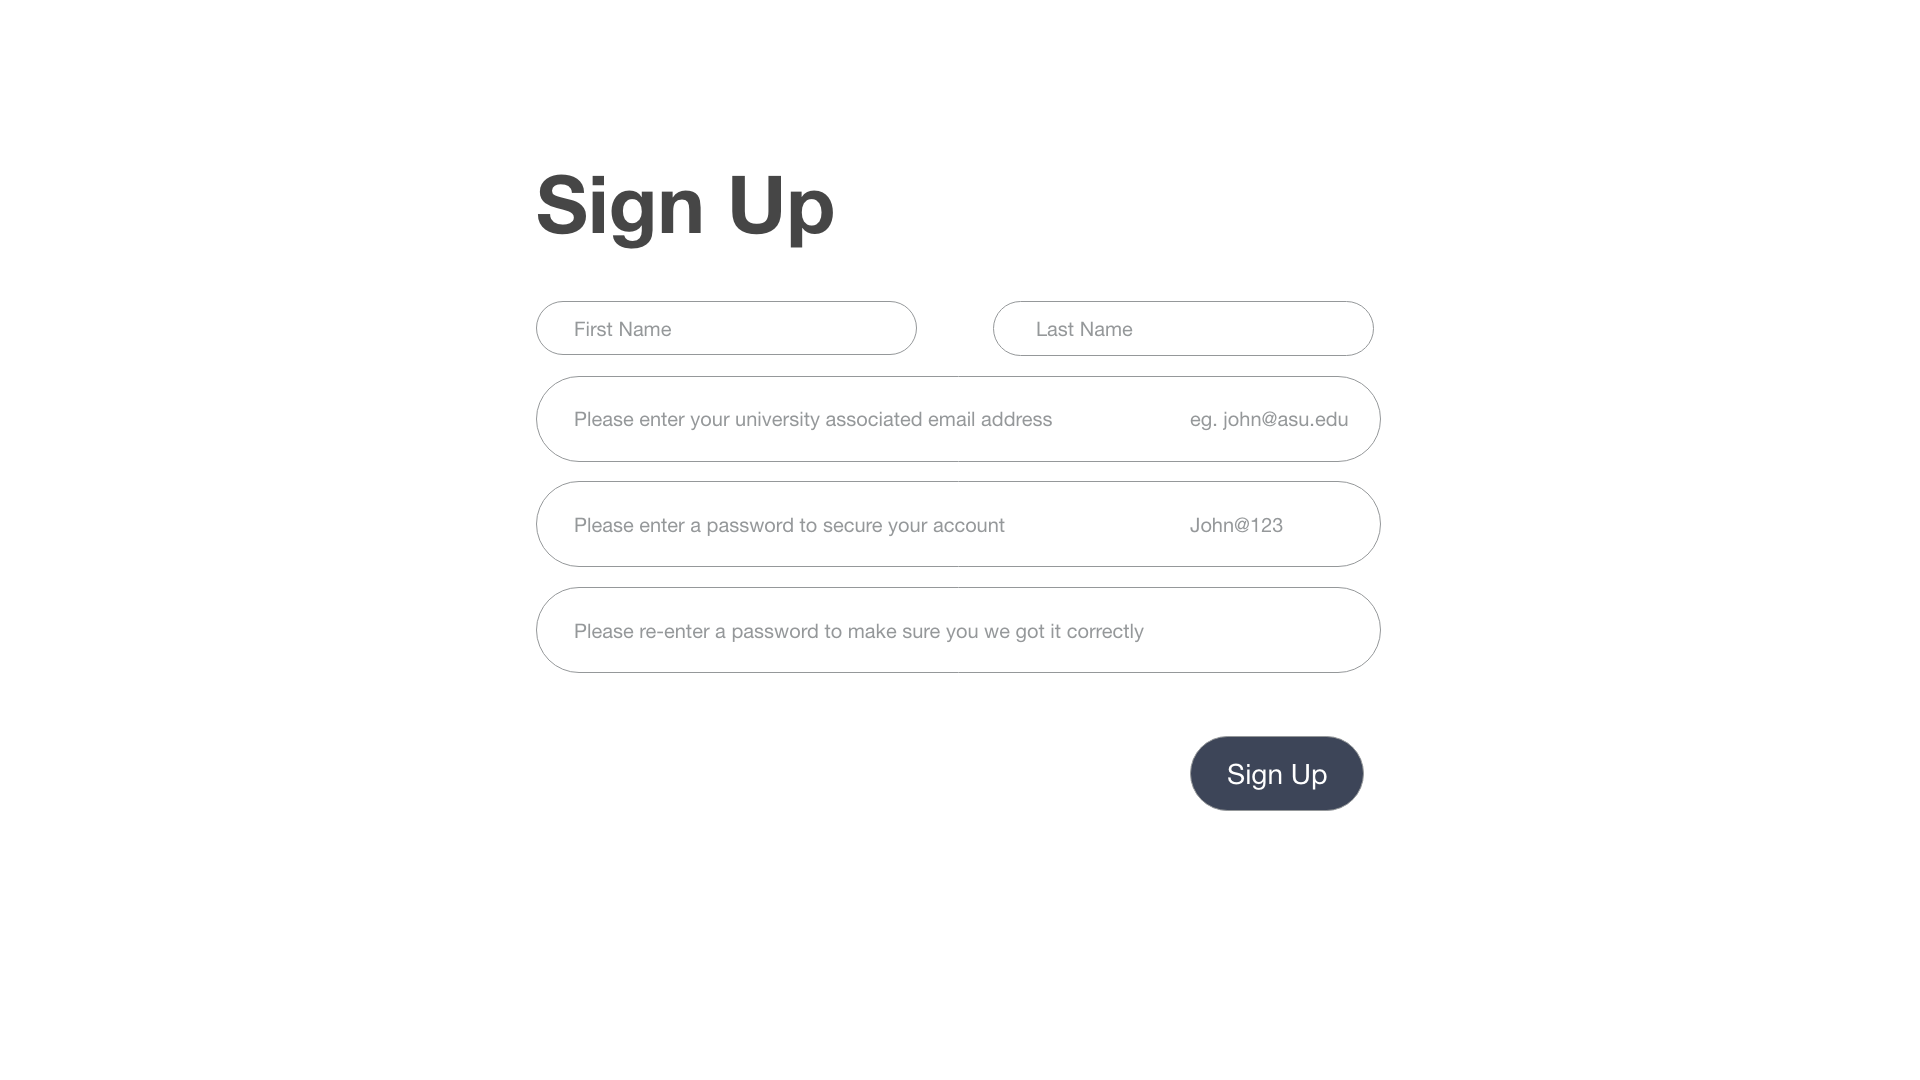 Sign Up
First Name Last Name
Please enter your university associated email address eg. john@asu.edu
Please enter a password to secure your account John@123
Please re-enter a password to make sure you we got it correctly
Sign Up